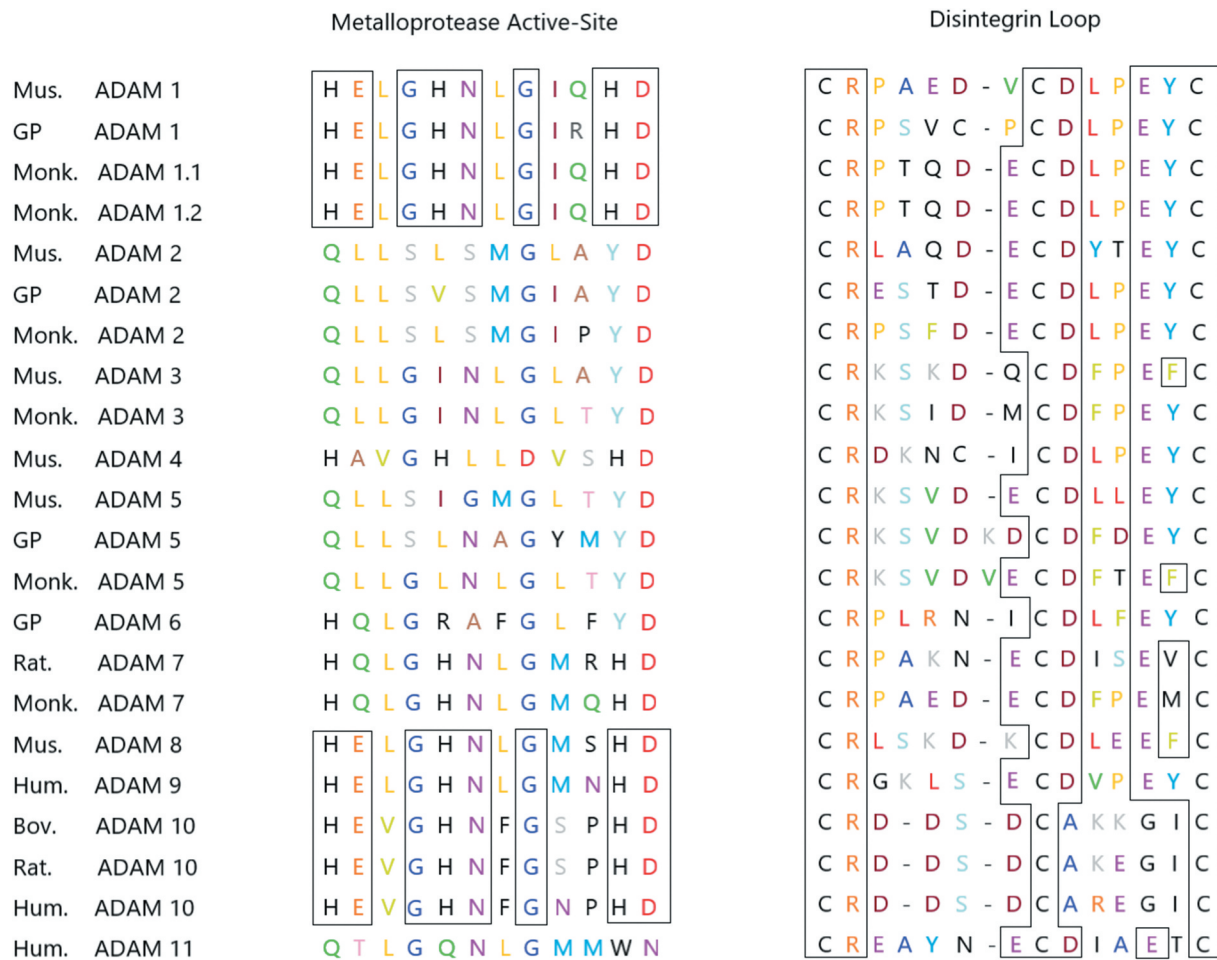 Metalloprotease Active-Site Disintegrin Loop
Mus. ADAM 1 H E L G H N L G I Q H D C R P A E D - V C D L P E Y C
GP ADAM 1 H E L G H N L G I R H D C R P S V C - P C D L P E Y C
Monk. ADAM 1.1 H E L G H N L G I Q H D C R P T Q D - E C D L P E Y C
Monk. ADAM 1.2 H E L G H N L G I Q H D C R P T Q D - E C D L P E Y C
Mus. ADAM 2 Q L L S L S M G L A Y D C R L A Q D - E C D Y T E Y C
GP ADAM 2 Q L L S V S M G I A Y D C R E S T D - E C D L P E Y C
Monk. ADAM 2 Q L L S L S M G I P Y D C R P S F D - E C D L P E Y C
Mus. ADAM 3 Q L L G I N L G L A Y D C R K S K D - Q C D F P E F C
Monk. ADAM 3 Q L L G I N L G L T Y D C R K S I D - M C D F P E Y C
Mus. ADAM 4 H A V G H L L D V S H D C R D K N C - I C D L P E Y C
Mus. ADAM 5 Q L L S I G M G L T Y D C R K S V D - E C D L L E Y C
GP ADAM 5 Q L L S L N A G Y M Y D C R K S V D K D C D F D E Y C
Monk. ADAM 5 Q L L G L N L G L T Y D C R K S V D V E C D F T E F C
GP ADAM 6 H Q L G R A F G L F Y D C R P L R N - I C D L F E Y C
Rat. ADAM 7 H Q L G H N L G M R H D C R P A K N - E C D I S E V C
Monk. ADAM 7 H Q L G H N L G M Q H D C R P A E D - E C D F P E M C
Mus. ADAM 8 H E L G H N L G M S H D C R L S K D - K C D L E E F C
Hum. ADAM 9 H E L G H N L G M N H D C R G K L S - E C D V P E Y C
Bov. ADAM 10 H E V G H N F G S P H D C R D - D S - D C A K K G I C
Rat. ADAM 10 H E V G H N F G S P H D C R D - D S - D C A K E G I C
Hum. ADAM 10 H E V G H N F G N P H D C R D - D S - D C A R E G I C
Hum. ADAM 11 Q T L G Q N L G M M W N C R E A Y N - E C D I A E T C